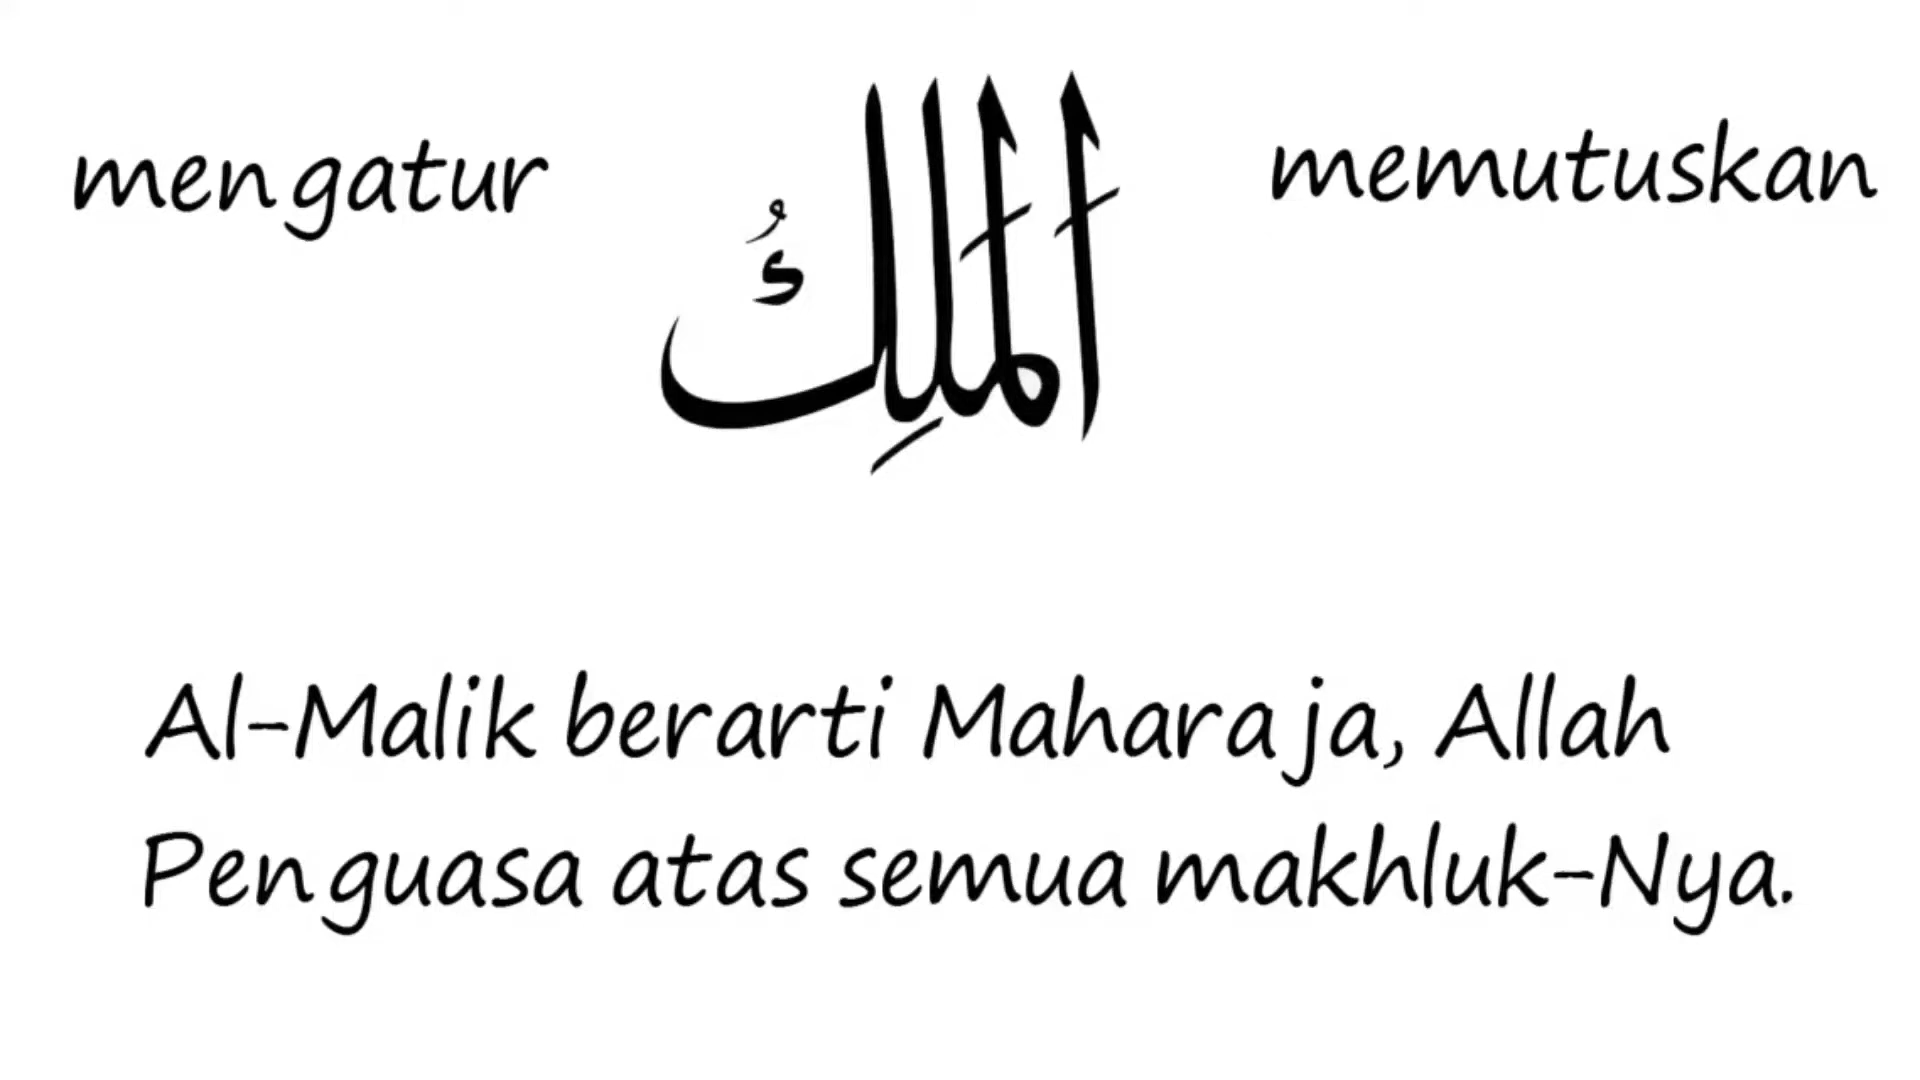 mengatur
الْمَلِكُ
memutuskan
Al-Malik berarti Maharaja, Allah
Penguasa atas semua makhluk-Nya.